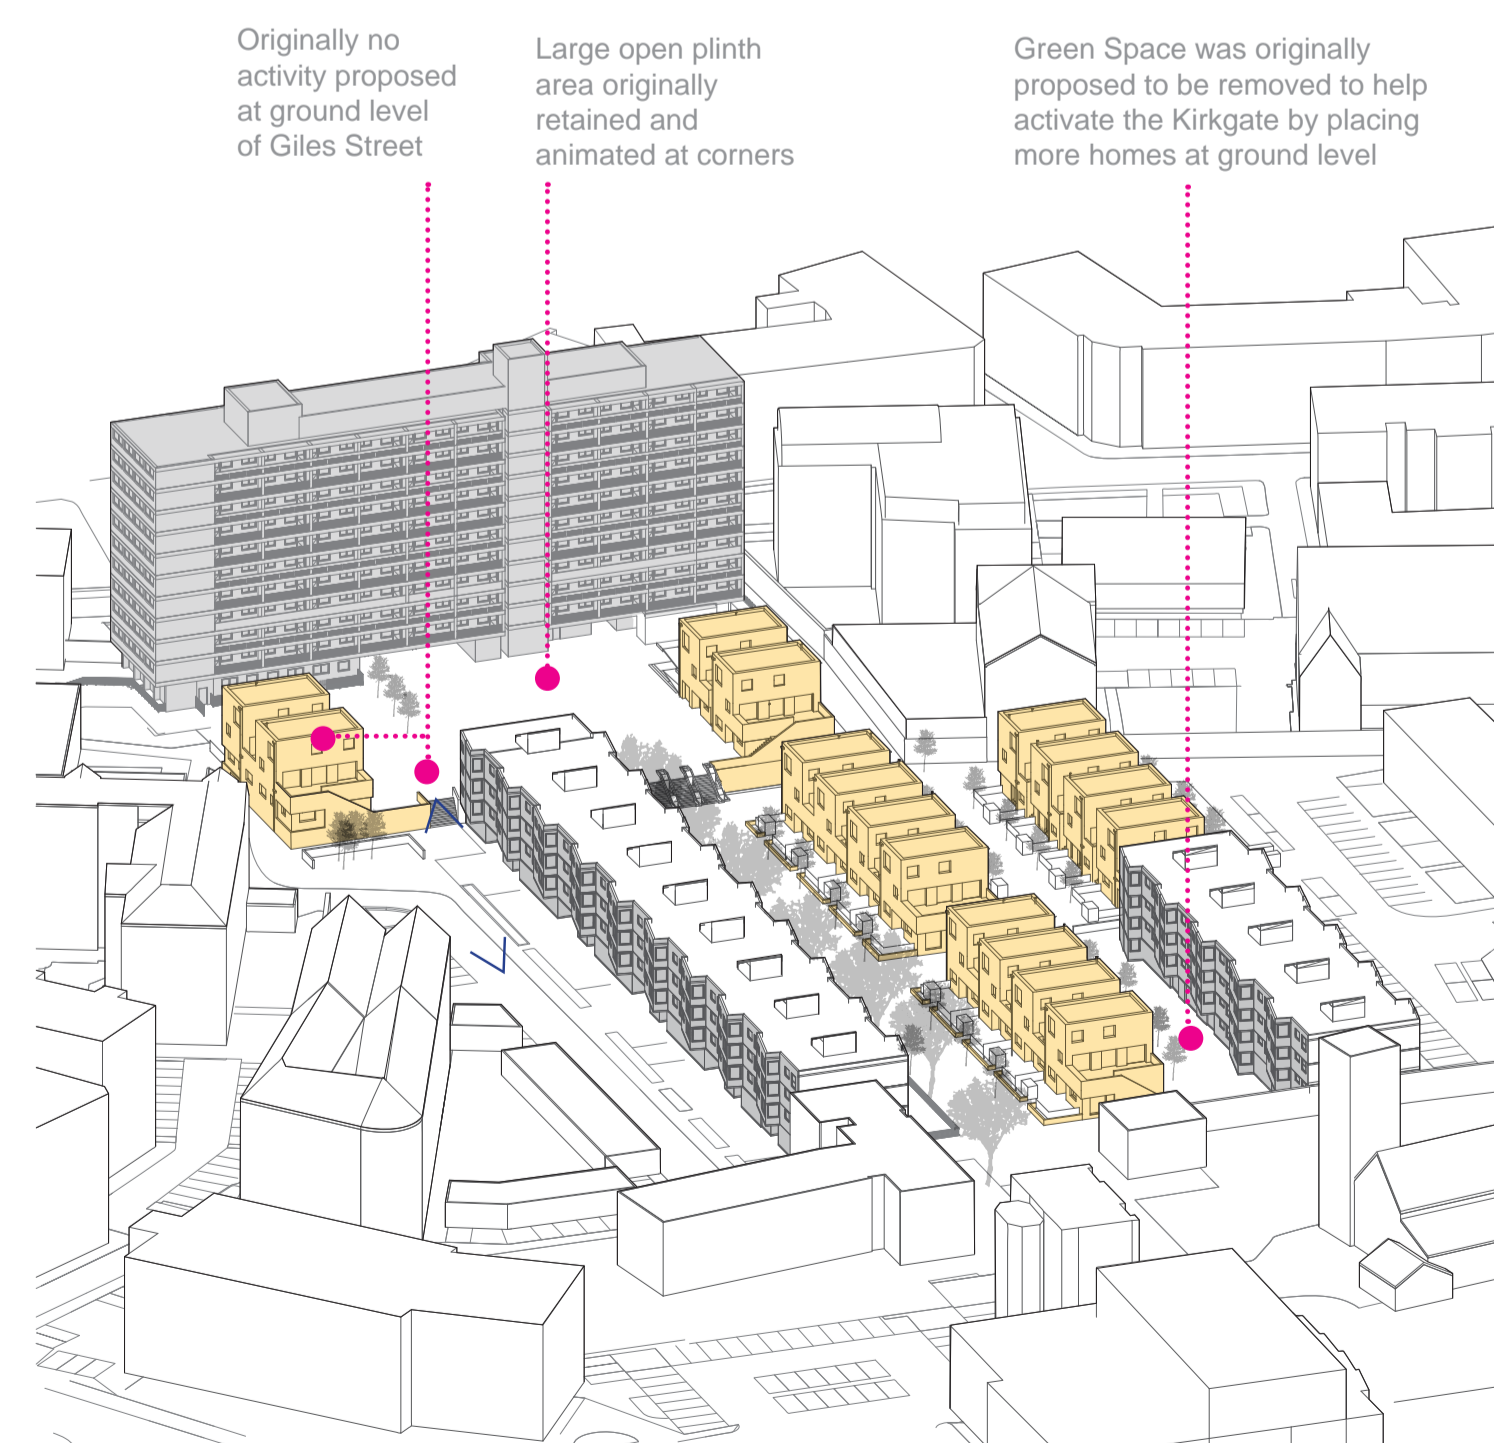 Originally no
activity proposed
at ground level
of Giles Street
Large open plinth
area originally
retained and
animated at corners
Green Space was originally
proposed to be removed to help
activate the Kirkgate by placing
more homes at ground level